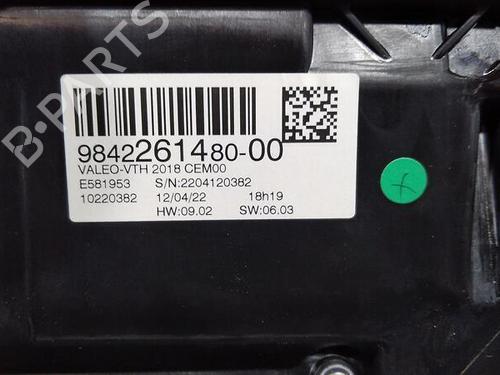 B-PARTS
9842261480-00
VALEO-VTH 2018 CEM00
E581953 S/N:2204120382
10220382 12/04/22 18h19
HW:09.02 SW:06.03